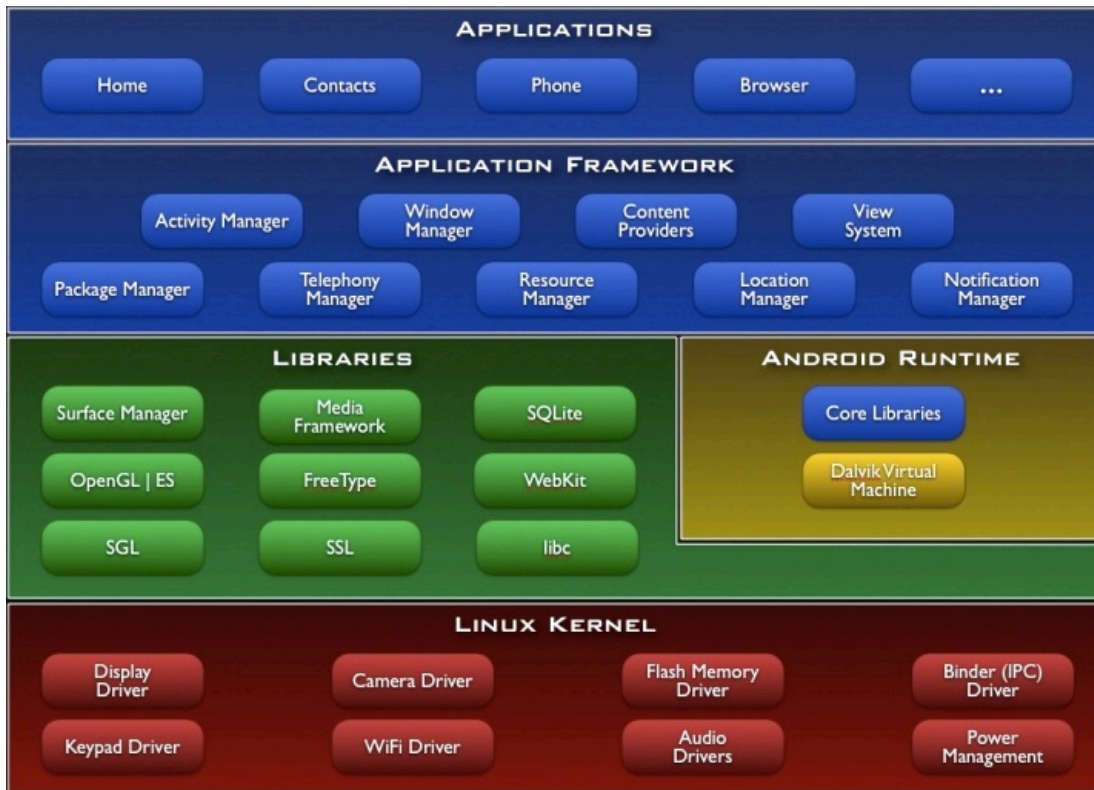 APPLICATIONS
Home
Contacts
Phone
Browser
...
APPLICATION FRAMEWORK
Activity Manager
Window
Manager
Content
Providers
View
System
Package Manager
Telephony
Manager
Resource
Manager
Location
Manager
Notification
Manager
LIBRARIES
Surface Manager
Media
Framework
SQLite
OpenGL | ES
FreeType
WebKit
SGL
SSL
libc
ANDROID RUNTIME
Core Libraries
Dalvik Virtual
Machine
LINUX KERNEL
Display
Driver
Camera Driver
Flash Memory
Driver
Binder (IPC)
Driver
Keypad Driver
WiFi Driver
Audio
Drivers
Power
Management